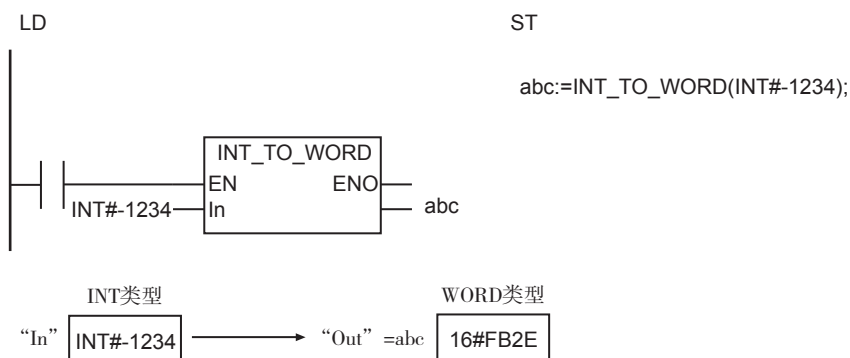 LD
ST
abc:=INT_TO_WORD(INT#-1234);
INT_TO_WORD
EN ENO
INT#-1234 In abc
INT类型 WORD类型
“In” INT#-1234 “Out” =abc 16#FB2E